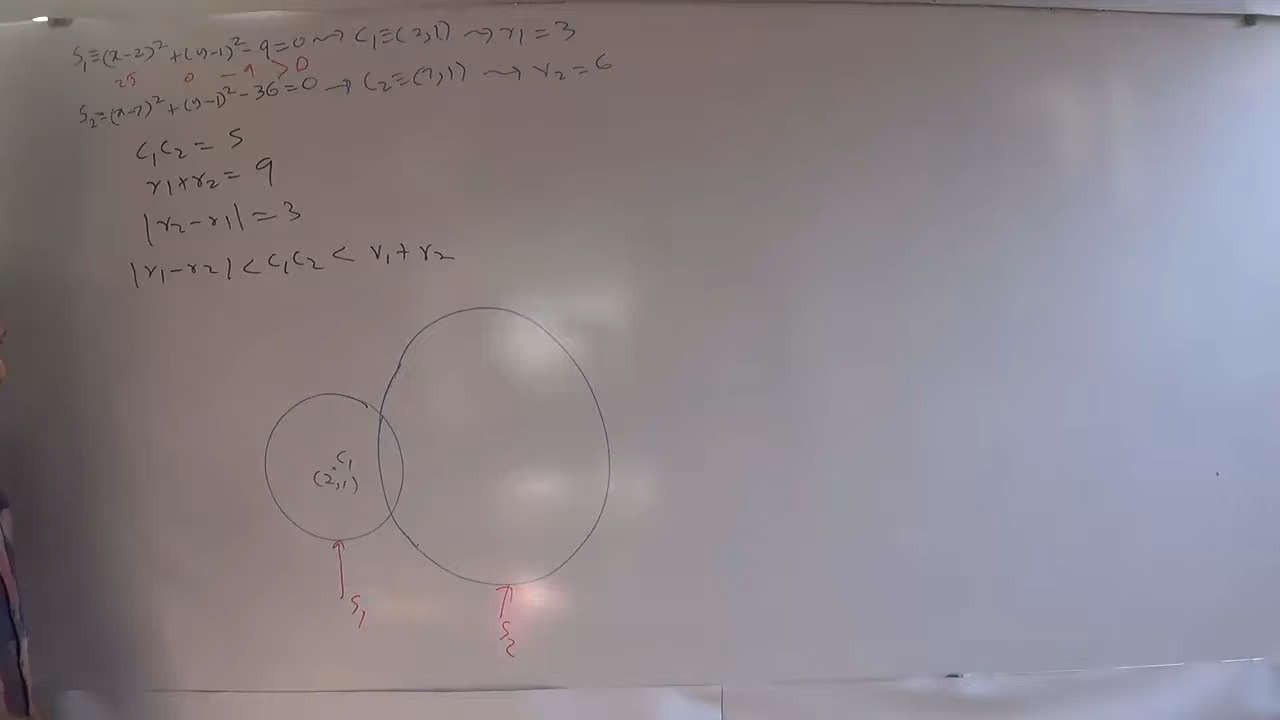 S₁≡(x-2)²+(y-1)²-9=0 ⇝ C₁≡(2,1) ⇝ r₁=3
25 0 -9 >0
S₂≡(x-7)²+(y-1)²-36=0 → C₂≡(7,1) ⇝ r₂=6
C₁C₂=5
r₁+r₂=9
|r₂-r₁|=3
|r₁-r₂|<C₁C₂<r₁+r₂
C₁
(2,1)
S₁
S₂